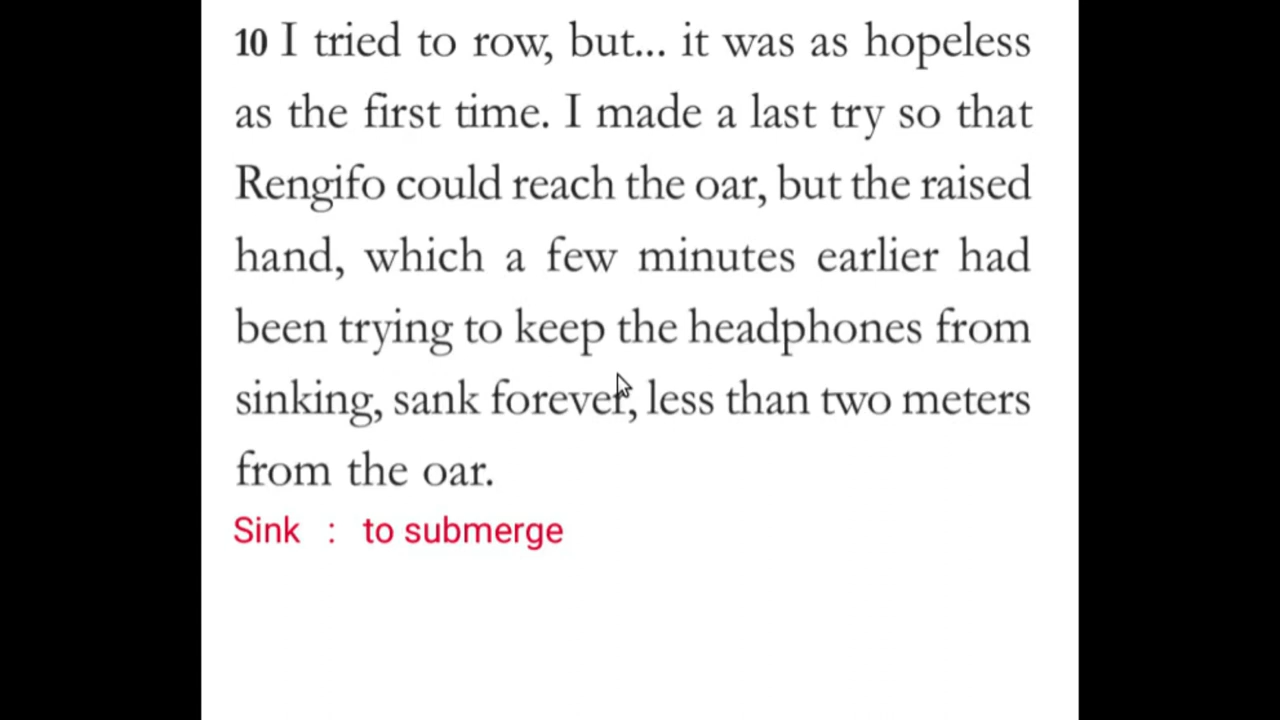 10 I tried to row, but... it was as hopeless
as the first time. I made a last try so that
Rengifo could reach the oar, but the raised
hand, which a few minutes earlier had
been trying to keep the headphones from
sinking, sank forever, less than two meters
from the oar.
Sink : to submerge